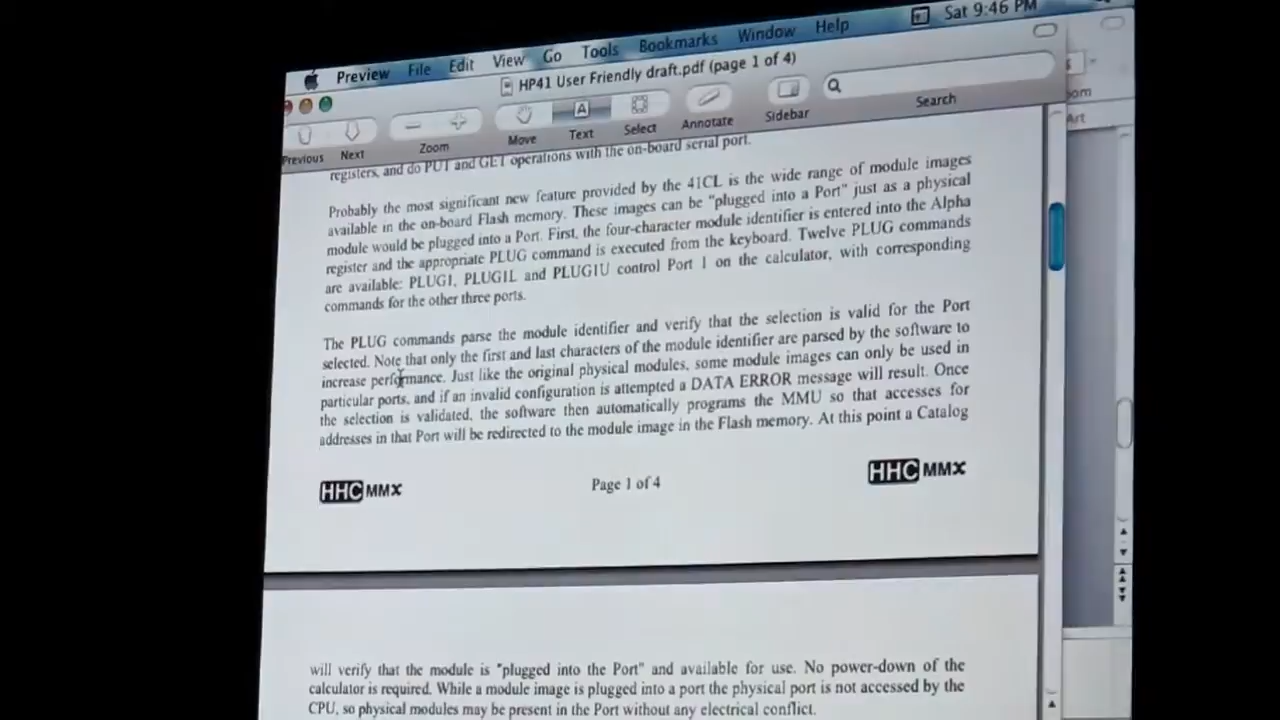 Preview File Edit View Go Tools Bookmarks Window Help Sat 9:46 PM
HP41 User Friendly draft.pdf (page 1 of 4)
Previous Next Zoom Move Text Select Annotate Sidebar Search
Art
registers, and do PUT and GET operations with the on-board serial port.
Probably the most significant new feature provided by the 41CL is the wide range of module images
available in the on-board Flash memory. These images can be "plugged into a Port" just as a physical
module would be plugged into a Port. First, the four-character module identifier is entered into the Alpha
register and the appropriate PLUG command is executed from the keyboard. Twelve PLUG commands
are available: PLUG1, PLUG1L and PLUG1U control Port 1 on the calculator, with corresponding
commands for the other three ports.
The PLUG commands parse the module identifier and verify that the selection is valid for the Port
selected. Note that only the first and last characters of the module identifier are parsed by the software to
increase performance. Just like the original physical modules, some module images can only be used in
particular ports, and if an invalid configuration is attempted a DATA ERROR message will result. Once
the selection is validated, the software then automatically programs the MMU so that accesses for
addresses in that Port will be redirected to the module image in the Flash memory. At this point a Catalog
HHC MMX Page 1 of 4 HHC MMX
will verify that the module is "plugged into the Port" and available for use. No power-down of the
calculator is required. While a module image is plugged into a port the physical port is not accessed by the
CPU, so physical modules may be present in the Port without any electrical conflict.